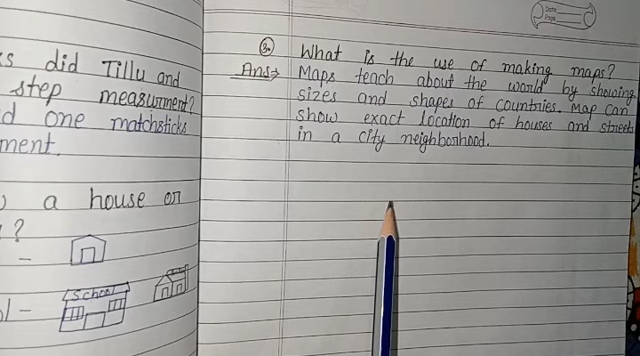 s did Tillu and
step measurment?
d one matchsticks
ment.
a house on
?
School
Date
Page
3. What is the use of making maps?
Ans→ Maps teach about the world by showing
sizes and shapes of countries. Map can
show exact location of houses and streets
in a city neighborhood.